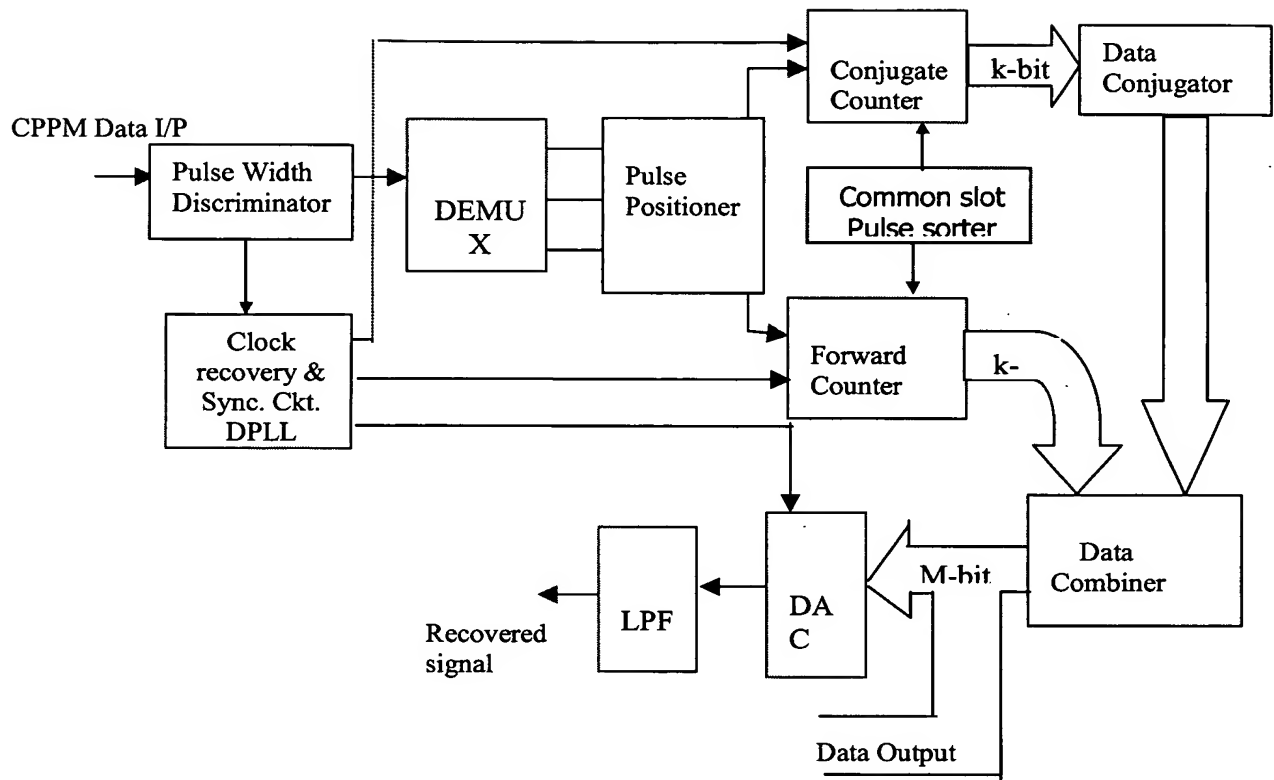 CPPM Data I/P
Pulse Width
Discriminator
DEMU
X
Pulse
Positioner
Conjugate
Counter
k-bit
Data
Conjugator
Common slot
Pulse sorter
Clock
recovery &
Sync. Ckt.
DPLL
Forward
Counter
k-
Data
Combiner
M-bit
DA
C
LPF
Recovered
signal
Data Output